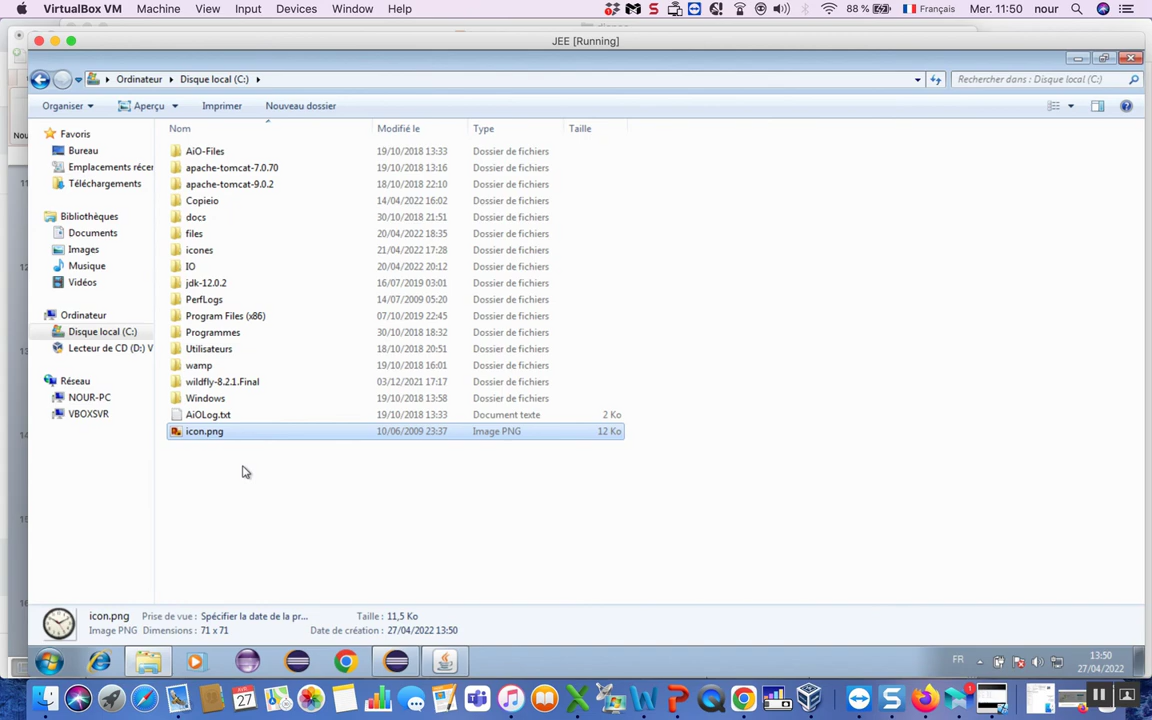 VirtualBox VM Machine View Input Devices Window Help 88 % Français Mer. 11:50 nour
JEE [Running]
Ordinateur Disque local (C:) Rechercher dans : Disque local (C:)
Organiser Aperçu Imprimer Nouveau dossier
Nom Modifié le Type Taille
Favoris
Bureau
Emplacements récer
Téléchargements
Bibliothèques
Documents
Images
Musique
Vidéos
Ordinateur
Disque local (C:)
Lecteur de CD (D:) V
Réseau
NOUR-PC
VBOXSVR
AiO-Files 19/10/2018 13:33 Dossier de fichiers
apache-tomcat-7.0.70 19/10/2018 13:16 Dossier de fichiers
apache-tomcat-9.0.2 18/10/2018 22:10 Dossier de fichiers
Copieio 14/04/2022 16:02 Dossier de fichiers
docs 30/10/2018 21:51 Dossier de fichiers
files 20/04/2022 18:35 Dossier de fichiers
icones 21/04/2022 17:28 Dossier de fichiers
IO 20/04/2022 20:12 Dossier de fichiers
jdk-12.0.2 16/07/2019 03:01 Dossier de fichiers
PerfLogs 14/07/2009 05:20 Dossier de fichiers
Program Files (x86) 07/10/2019 22:45 Dossier de fichiers
Programmes 30/10/2018 18:32 Dossier de fichiers
Utilisateurs 18/10/2018 20:51 Dossier de fichiers
wamp 19/10/2018 16:01 Dossier de fichiers
wildfly-8.2.1.Final 03/12/2021 17:17 Dossier de fichiers
Windows 19/10/2018 13:58 Dossier de fichiers
AiOLog.txt 19/10/2018 13:33 Document texte 2 Ko
icon.png 10/06/2009 23:37 Image PNG 12 Ko
icon.png Prise de vue : Spécifier la date de la pr... Taille : 11,5 Ko
Image PNG Dimensions : 71 x 71 Date de création : 27/04/2022 13:50
FR 13:50
27/04/2022